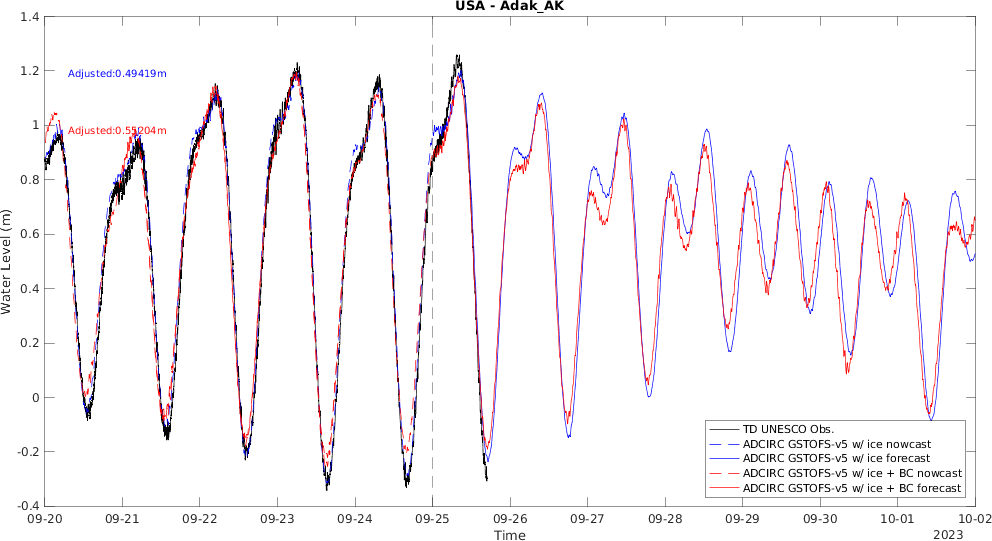 USA - Adak_AK
1.4
1.2
1
0.8
0.6
0.4
0.2
0
-0.2
-0.4
Water Level (m)
Adjusted:0.49419m
Adjusted:0.55204m
TD UNESCO Obs.
ADCIRC GSTOFS-v5 w/ ice nowcast
ADCIRC GSTOFS-v5 w/ ice forecast
ADCIRC GSTOFS-v5 w/ ice + BC nowcast
ADCIRC GSTOFS-v5 w/ ice + BC forecast
09-20 09-21 09-22 09-23 09-24 09-25 09-26 09-27 09-28 09-29 09-30 10-01 10-02
Time
2023